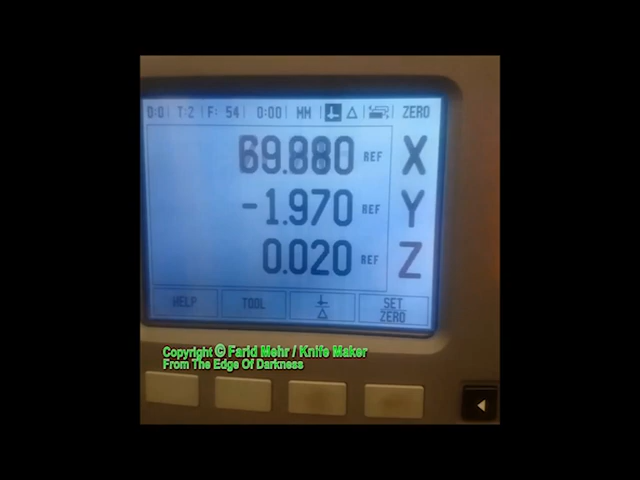 0:0 T:2 F: 54 0:00 MM ZERO
69.880 REF X
-1.970 REF Y
0.020 REF Z
HELP TOOL SET ZERO
Copyright © Farid Mehr / Knife Maker
From The Edge Of Darkness